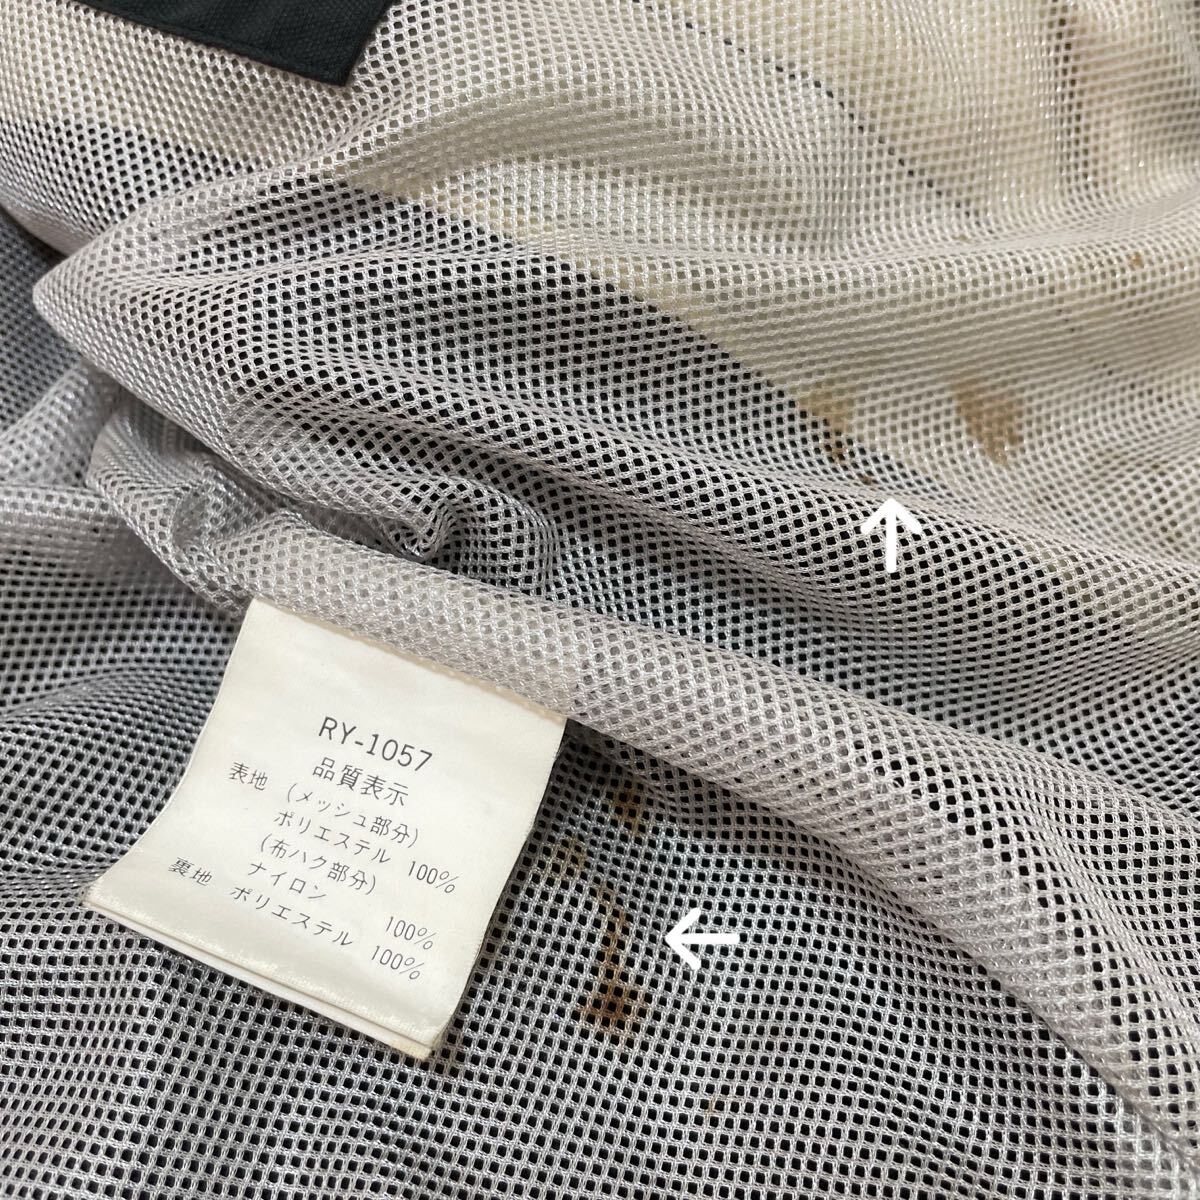 RY-1057
品質表示
表地 (メッシュ部分)
ポリエステル 100%
(布ハク部分)
ナイロン 100%
裏地 ポリエステル 100%